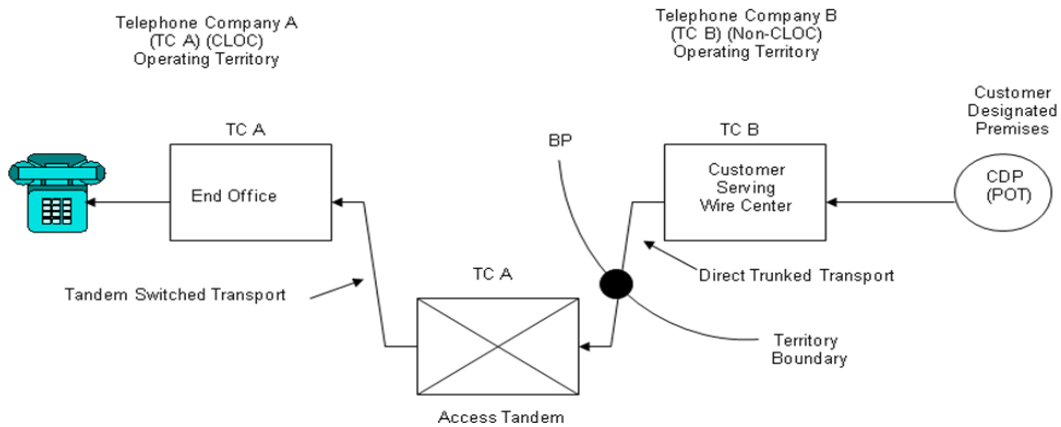 Telephone Company A
(TC A) (CLOC)
Operating Territory
Telephone Company B
(TC B) (Non-CLOC)
Operating Territory
Customer
Designated
Premises
TC A
BP
TC B
End Office
Customer
Serving
Wire Center
CDP
(POT)
Tandem Switched Transport
TC A
Direct Trunked Transport
Territory
Boundary
Access Tandem